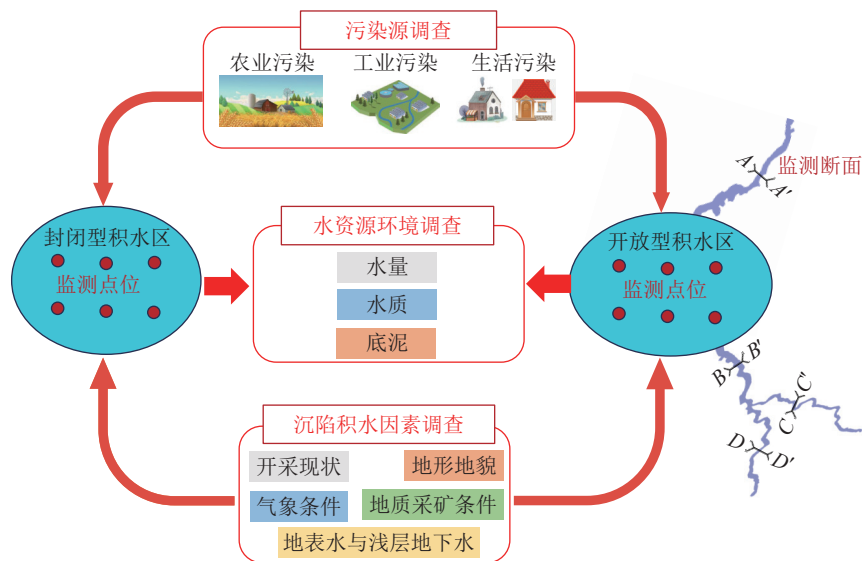 污染源调查
农业污染
工业污染
生活污染
A
A'
监测断面
封闭型积水区
监测点位
水资源环境调查
水量
水质
底泥
开放型积水区
监测点位
B
B'
C
C'
D
D'
沉陷积水因素调查
开采现状
地形地貌
气象条件
地质采矿条件
地表水与浅层地下水